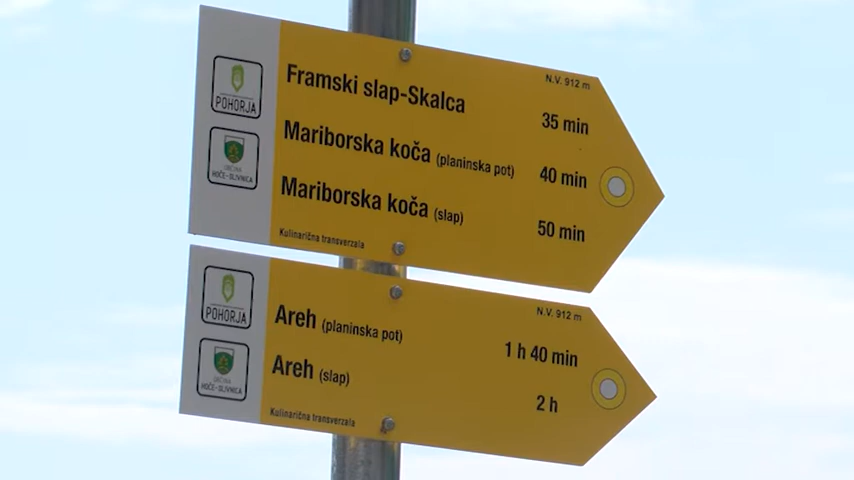 N.V. 912 m
POHORJA
OBČINA
HOČE-SLIVNICA
Framski slap-Skalca 35 min
Mariborska koča (planinska pot) 40 min
Mariborska koča (slap) 50 min
Kulinarična transverzala
N.V. 912 m
POHORJA
OBČINA
HOČE-SLIVNICA
Areh (planinska pot) 1 h 40 min
Areh (slap) 2 h
Kulinarična transverzala